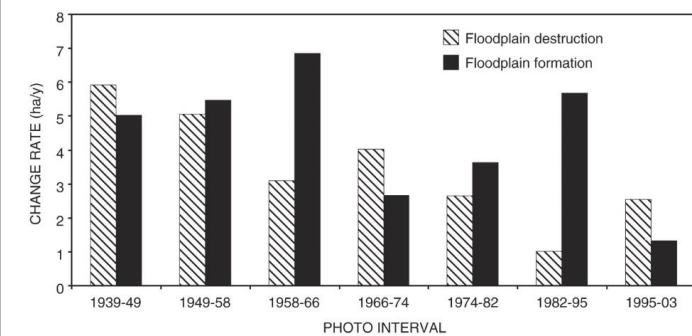 8
7
6
5
4
3
2
1
0
CHANGE RATE (ha/y)
Floodplain destruction
Floodplain formation
1939-49 1949-58 1958-66 1966-74 1974-82 1982-95 1995-03
PHOTO INTERVAL